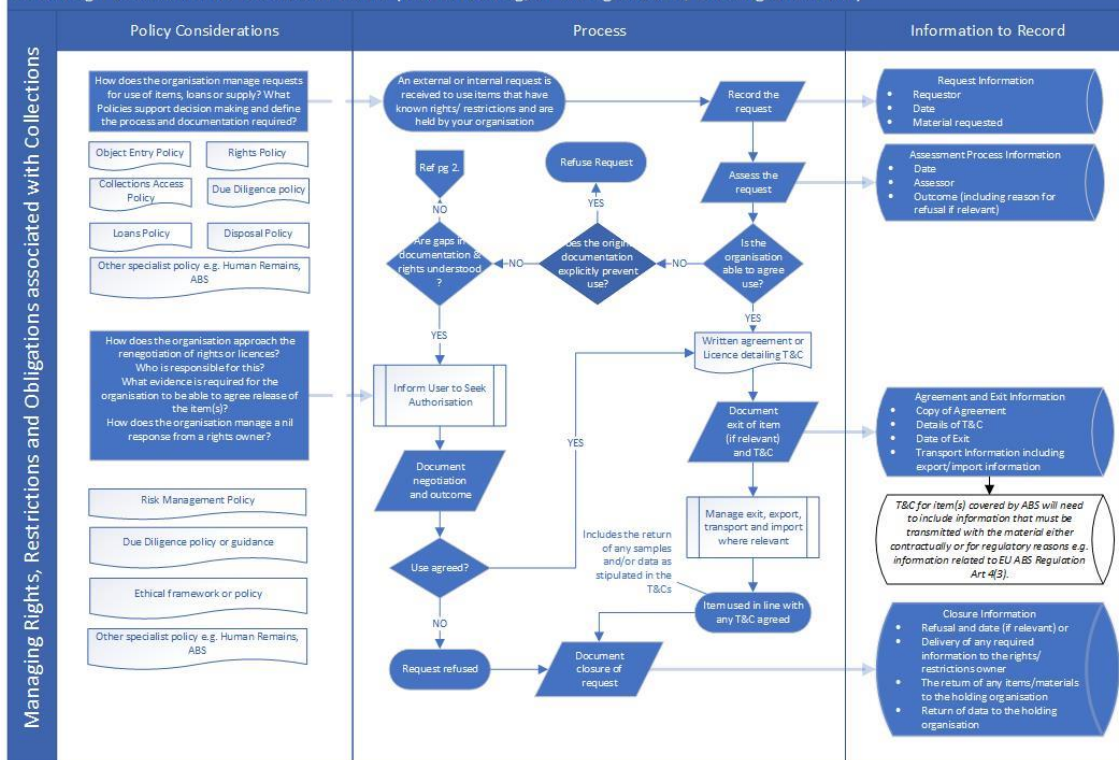 Managing Rights, Restrictions and Obligations associated with Collections
Policy Considerations
Process
Information to Record
How does the organisation manage requests
for use of items, loans or supply? What
Policies support decision making and define
the process and documentation required?
Object Entry Policy
Rights Policy
Collections Access
Policy
Due Diligence policy
Loans Policy
Disposal Policy
Other specialist policy e.g. Human Remains,
ABS
How does the organisation approach the
renegotiation of rights or licences?
Who is responsible for this?
What evidence is required for the
organisation to be able to agree release of
the item(s)?
How does the organisation manage a nil
response from a rights owner?
Risk Management Policy
Due Diligence policy or guidance
Ethical framework or policy
Other specialist policy e.g. Human Remains,
ABS
An external or internal request is
received to use items that have
known rights/ restrictions and are
held by your organisation
Record the
request
Ref pg 2.
Refuse Request
Assess the
request
NO
YES
Are gaps in
documentation &
rights understood
?
NO
Does the origin
documentation
explicitly prevent
use?
NO
Is the
organisation
able to agree
use?
YES
YES
Written agreement or
Licence detailing T&C
Inform User to Seek
Authorisation
YES
Document
exit of item
(if relevant)
and T&C
Document
negotiation
and outcome
Manage exit, export,
transport and import
where relevant
Includes the return
of any samples
and/or data as
stipulated in the
T&Cs
Use agreed?
NO
Item used in line with
any T&C agreed
Request refused
Document
closure of
request
Request Information
• Requestor
• Date
• Material requested
Assessment Process Information
• Date
• Assessor
• Outcome (including reason for
refusal if relevant)
Agreement and Exit Information
• Copy of Agreement
• Details of T&C
• Date of Exit
• Transport Information including
export/import information
T&C for item(s) covered by ABS will need
to include information that must be
transmitted with the material either
contractually or for regulatory reasons e.g.
information related to EU ABS Regulation
Art 4(3).
Closure Information
• Refusal and date (if relevant) or
• Delivery of any required
information to the rights/
restrictions owner
• The return of any items/materials
to the holding organisation
• Return of data to the holding
organisation